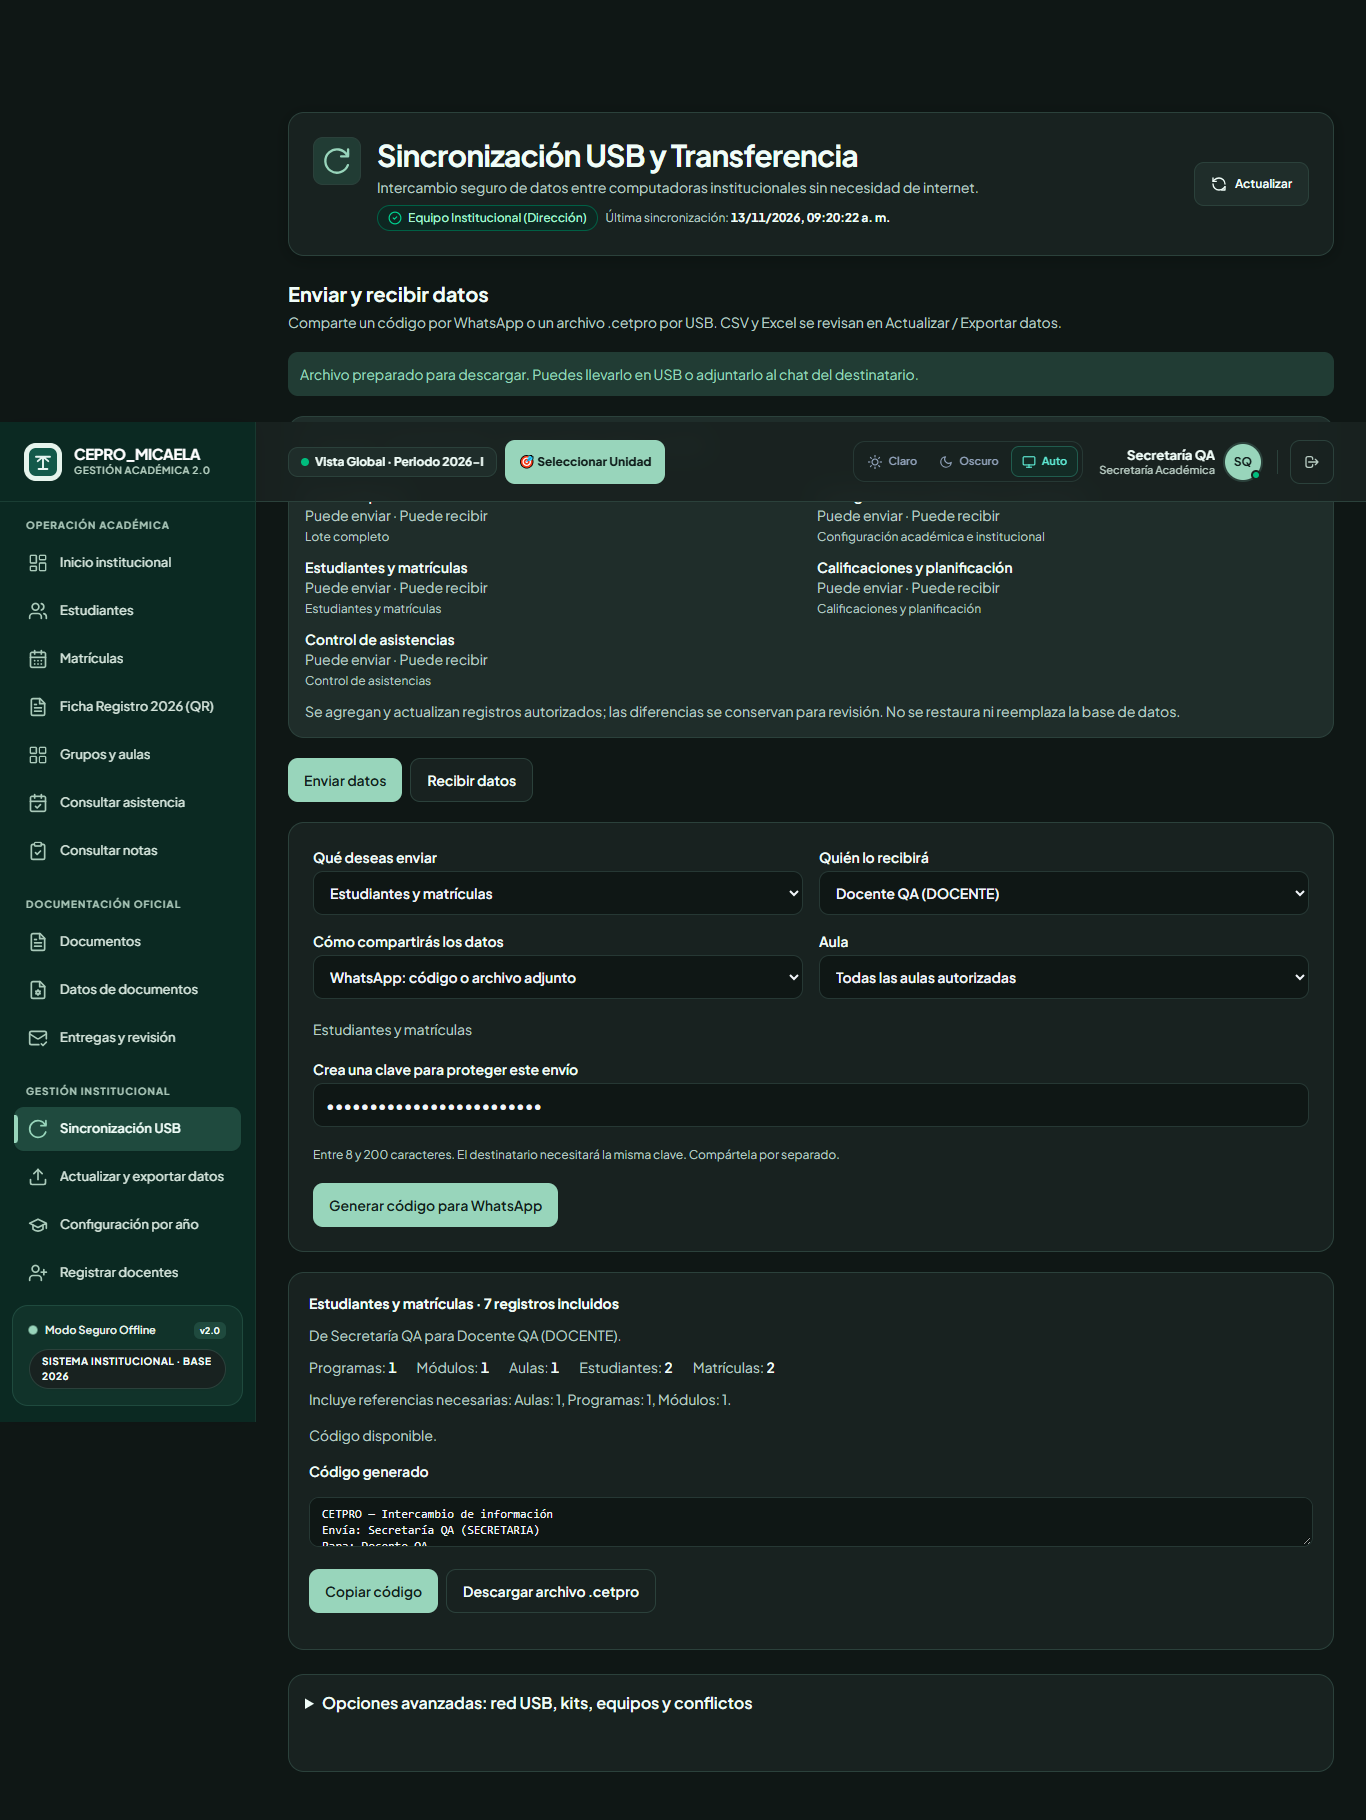 Sincronización USB y Transferencia
Intercambio seguro de datos entre computadoras institucionales sin necesidad de internet.
Equipo Institucional (Dirección)
Última sincronización: 13/11/2026, 09:20:22 a. m.
Actualizar
Enviar y recibir datos
Comparte un código por WhatsApp o un archivo .cetpro por USB. CSV y Excel se revisan en Actualizar / Exportar datos.
Archivo preparado para descargar. Puedes llevarlo en USB o adjuntarlo al chat del destinatario.
CEPRO_MICAELA
GESTIÓN ACADÉMICA 2.0
Vista Global · Periodo 2026-I
Seleccionar Unidad
Claro
Oscuro
Auto
Secretaría QA
Secretaría Académica
SQ
OPERACIÓN ACADÉMICA
Inicio institucional
Estudiantes
Matrículas
Ficha Registro 2026 (QR)
Grupos y aulas
Consultar asistencia
Consultar notas
DOCUMENTACIÓN OFICIAL
Documentos
Datos de documentos
Entregas y revisión
GESTIÓN INSTITUCIONAL
Sincronización USB
Actualizar y exportar datos
Configuración por año
Registrar docentes
Modo Seguro Offline
v2.0
SISTEMA INSTITUCIONAL · BASE
2026
Puede enviar · Puede recibir
Lote completo
Puede enviar · Puede recibir
Configuración académica e institucional
Estudiantes y matrículas
Puede enviar · Puede recibir
Estudiantes y matrículas
Calificaciones y planificación
Puede enviar · Puede recibir
Calificaciones y planificación
Control de asistencias
Puede enviar · Puede recibir
Control de asistencias
Se agregan y actualizan registros autorizados; las diferencias se conservan para revisión. No se restaura ni reemplaza la base de datos.
Enviar datos
Recibir datos
Qué deseas enviar
Estudiantes y matrículas
Quién lo recibirá
Docente QA (DOCENTE)
Cómo compartirás los datos
WhatsApp: código o archivo adjunto
Aula
Todas las aulas autorizadas
Estudiantes y matrículas
Crea una clave para proteger este envío
Entre 8 y 200 caracteres. El destinatario necesitará la misma clave. Compártela por separado.
Generar código para WhatsApp
Estudiantes y matrículas · 7 registros incluidos
De Secretaría QA para Docente QA (DOCENTE).
Programas: 1 Módulos: 1 Aulas: 1 Estudiantes: 2 Matrículas: 2
Incluye referencias necesarias: Aulas: 1, Programas: 1, Módulos: 1.
Código disponible.
Código generado
CETPRO — Intercambio de información
Envía: Secretaría QA (SECRETARIA)
Para: Docente QA
Copiar código
Descargar archivo .cetpro
Opciones avanzadas: red USB, kits, equipos y conflictos